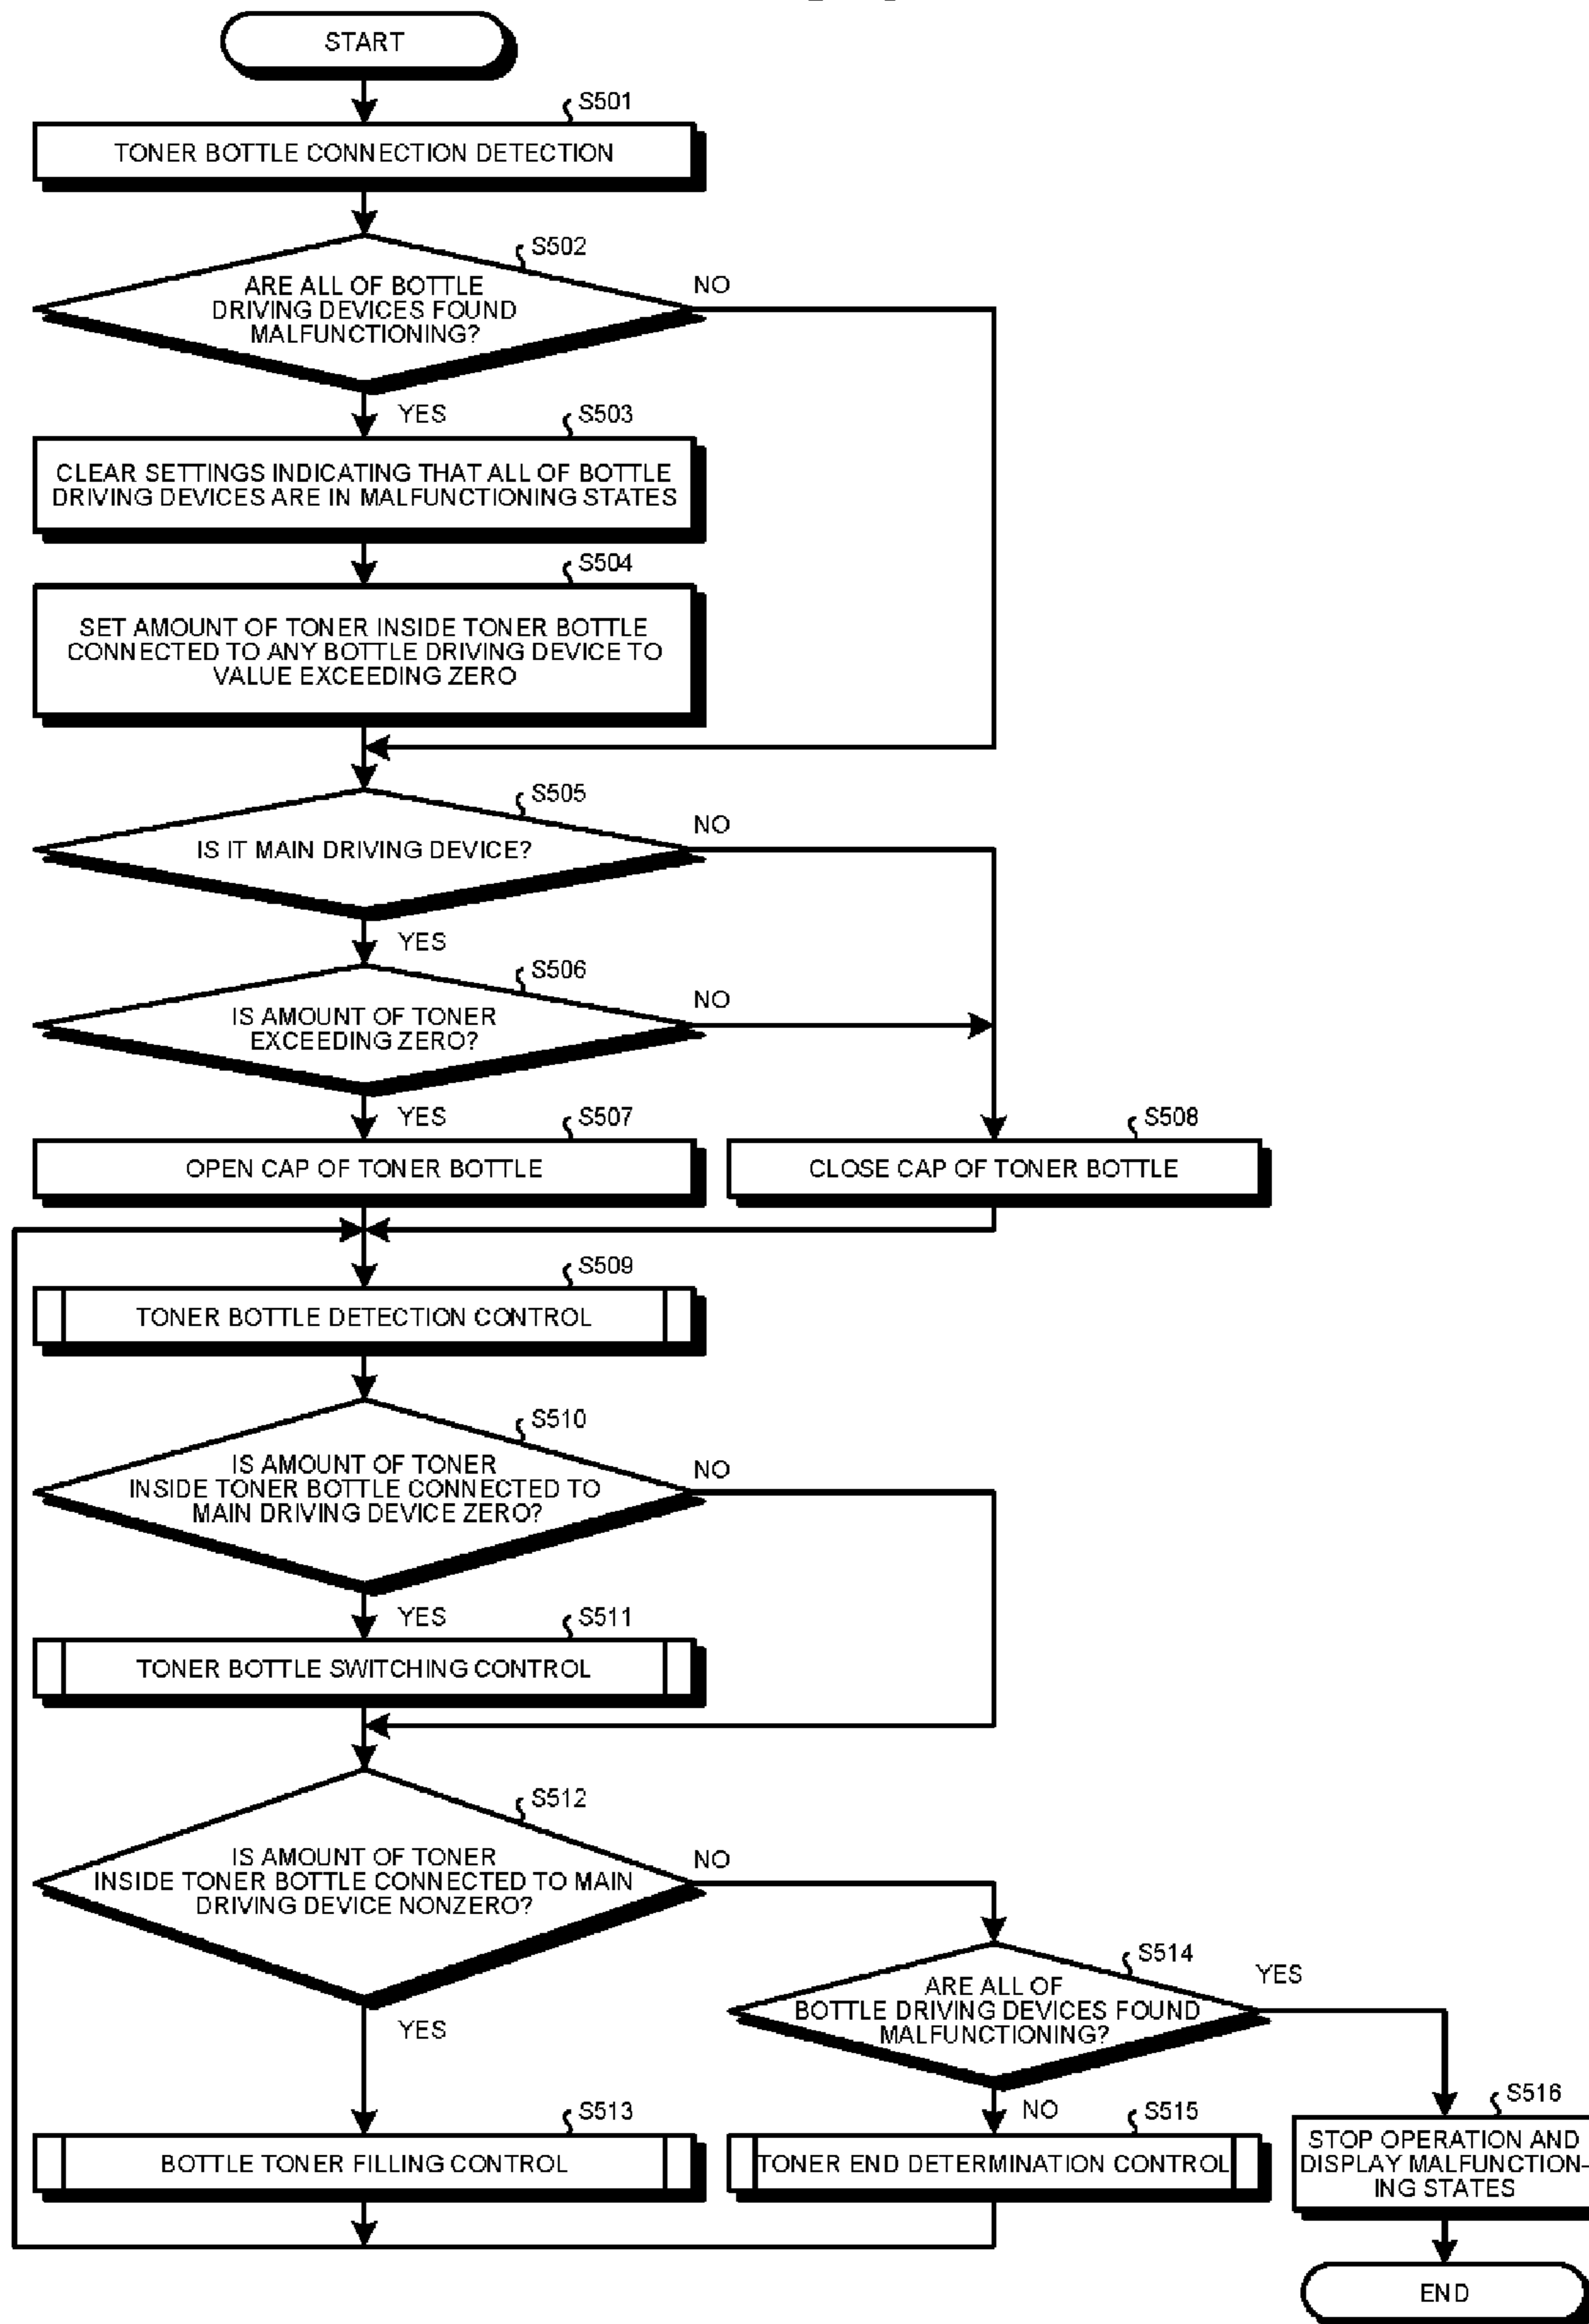 START
S501
TONER BOTTLE CONNECTION DETECTION
S502
ARE ALL OF BOTTLE
DRIVING DEVICES FOUND
MALFUNCTIONING?
NO
YES
S503
CLEAR SETTINGS INDICATING THAT ALL OF BOTTLE
DRIVING DEVICES ARE IN MALFUNCTIONING STATES
S504
SET AMOUNT OF TONER INSIDE TONER BOTTLE
CONNECTED TO ANY BOTTLE DRIVING DEVICE TO
VALUE EXCEEDING ZERO
S505
IS IT MAIN DRIVING DEVICE?
NO
YES
S506
IS AMOUNT OF TONER
EXCEEDING ZERO?
NO
YES
S507
OPEN CAP OF TONER BOTTLE
S508
CLOSE CAP OF TONER BOTTLE
S509
TONER BOTTLE DETECTION CONTROL
S510
IS AMOUNT OF TONER
INSIDE TONER BOTTLE CONNECTED TO
MAIN DRIVING DEVICE ZERO?
NO
YES
S511
TONER BOTTLE SWITCHING CONTROL
S512
IS AMOUNT OF TONER
INSIDE TONER BOTTLE CONNECTED TO MAIN
DRIVING DEVICE NONZERO?
NO
YES
S514
ARE ALL OF
BOTTLE DRIVING DEVICES FOUND
MALFUNCTIONING?
YES
NO
S513
BOTTLE TONER FILLING CONTROL
S515
TONER END DETERMINATION CONTROL
S516
STOP OPERATION AND
DISPLAY MALFUNCTION-
ING STATES
END